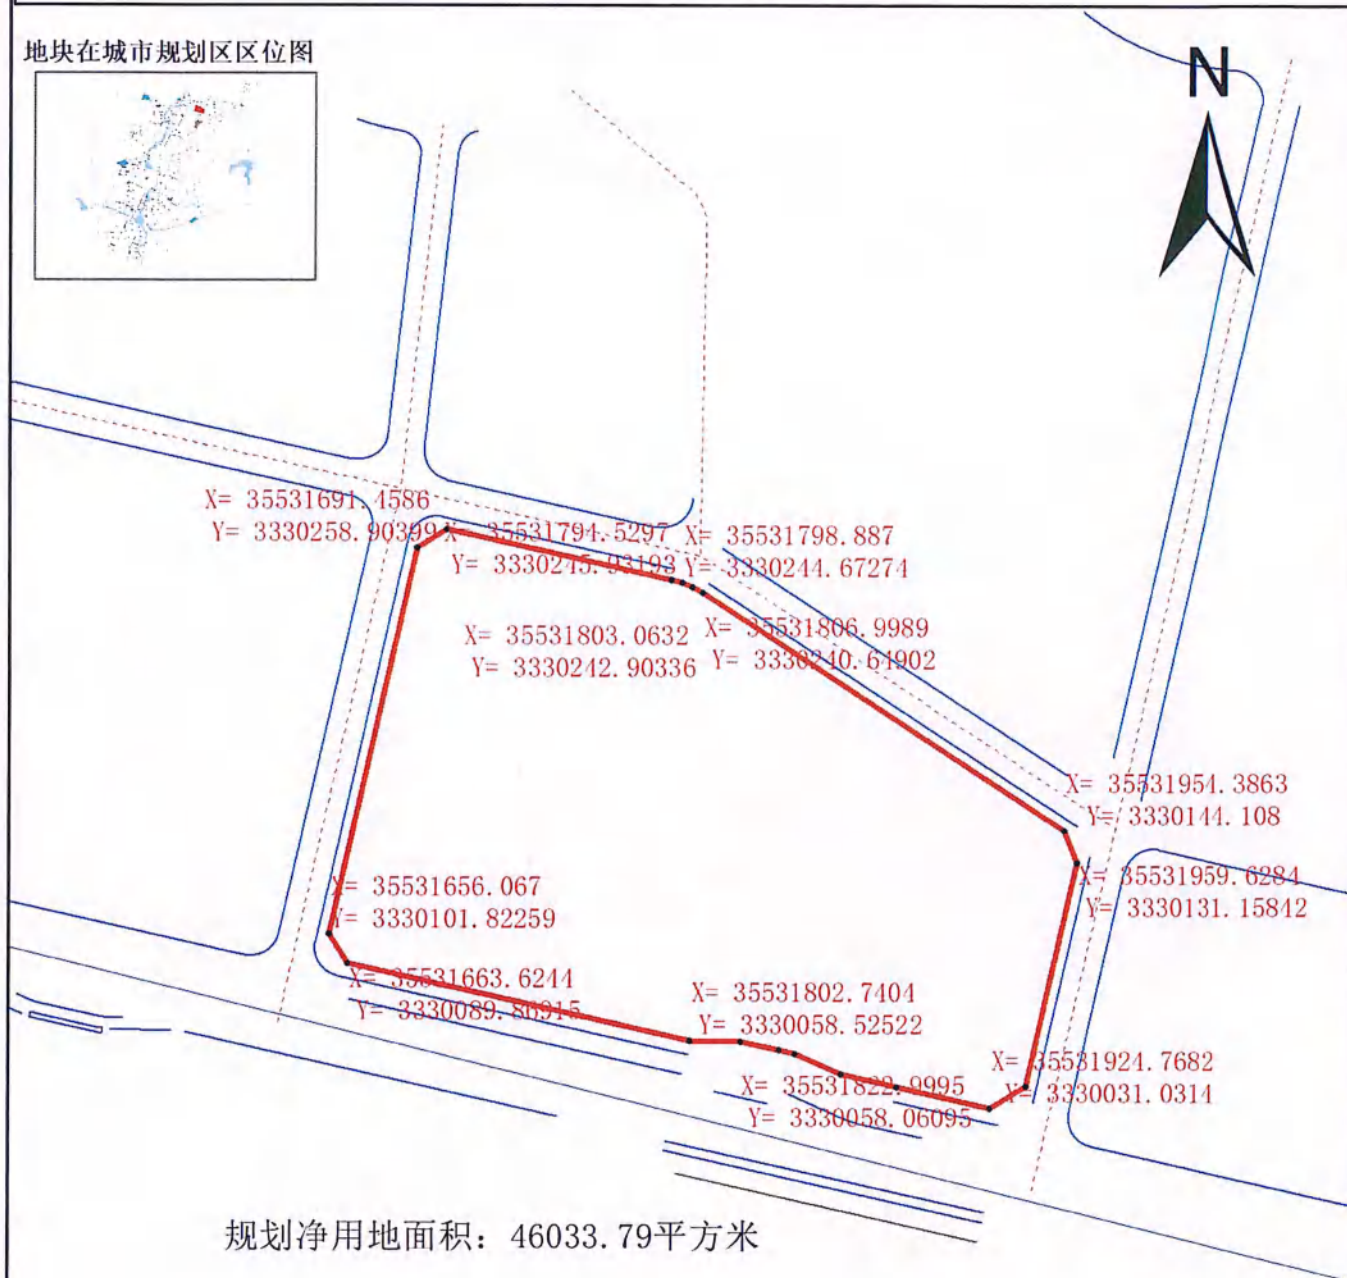 地块在城市规划区区位图
N
X= 35531691.4586
Y= 3330258.90399
X= 35531794.5297
Y= 3330245.93193
X= 35531798.887
Y= 3330244.67274
X= 35531803.0632
Y= 3330242.90336
X= 35531806.9989
Y= 3330240.64902
X= 35531954.3863
Y= 3330144.108
X= 35531959.6284
Y= 3330131.15842
X= 35531656.067
Y= 3330101.82259
X= 35531663.6244
Y= 3330089.86915
X= 35531802.7404
Y= 3330058.52522
X= 35531924.7682
Y= 3330031.0314
X= 35531822.9995
Y= 3330058.06095
规划净用地面积：46033.79平方米